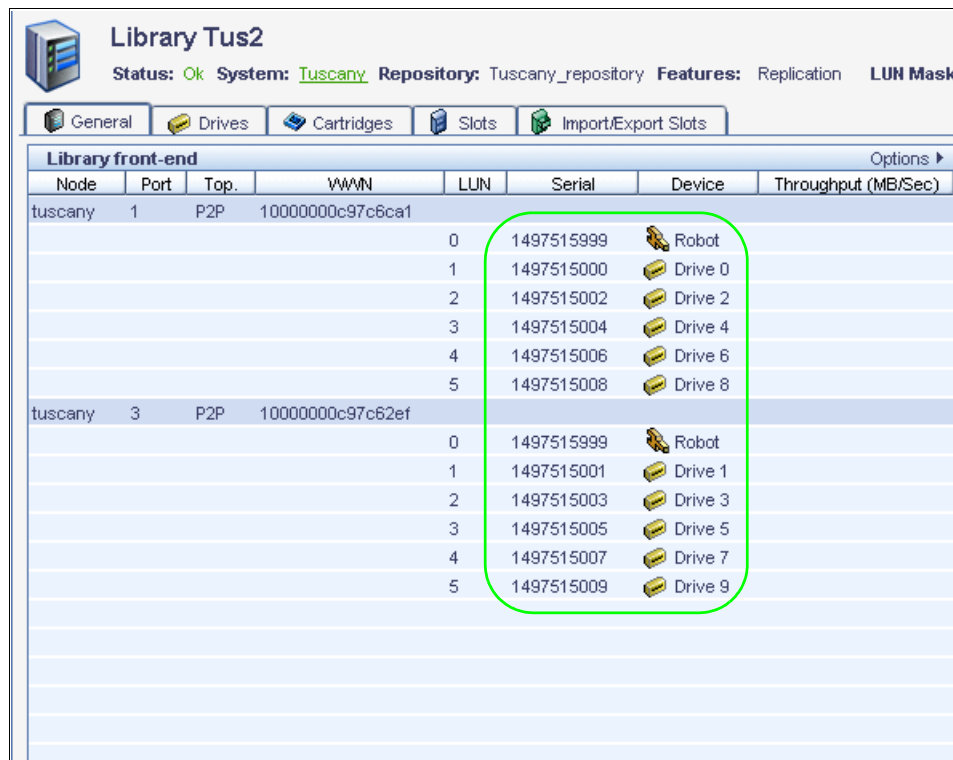 Library Tus2
Status: Ok System: Tuscany Repository: Tuscany_repository Features: Replication LUN Mask
General Drives Cartridges Slots Import/Export Slots
Library front-end Options
Node Port Top. WWN LUN Serial Device Throughput (MB/Sec)
tuscany 1 P2P 10000000c97c6ca1
0 1497515999 Robot
1 1497515000 Drive 0
2 1497515002 Drive 2
3 1497515004 Drive 4
4 1497515006 Drive 6
5 1497515008 Drive 8
tuscany 3 P2P 10000000c97c62ef
0 1497515999 Robot
1 1497515001 Drive 1
2 1497515003 Drive 3
3 1497515005 Drive 5
4 1497515007 Drive 7
5 1497515009 Drive 9